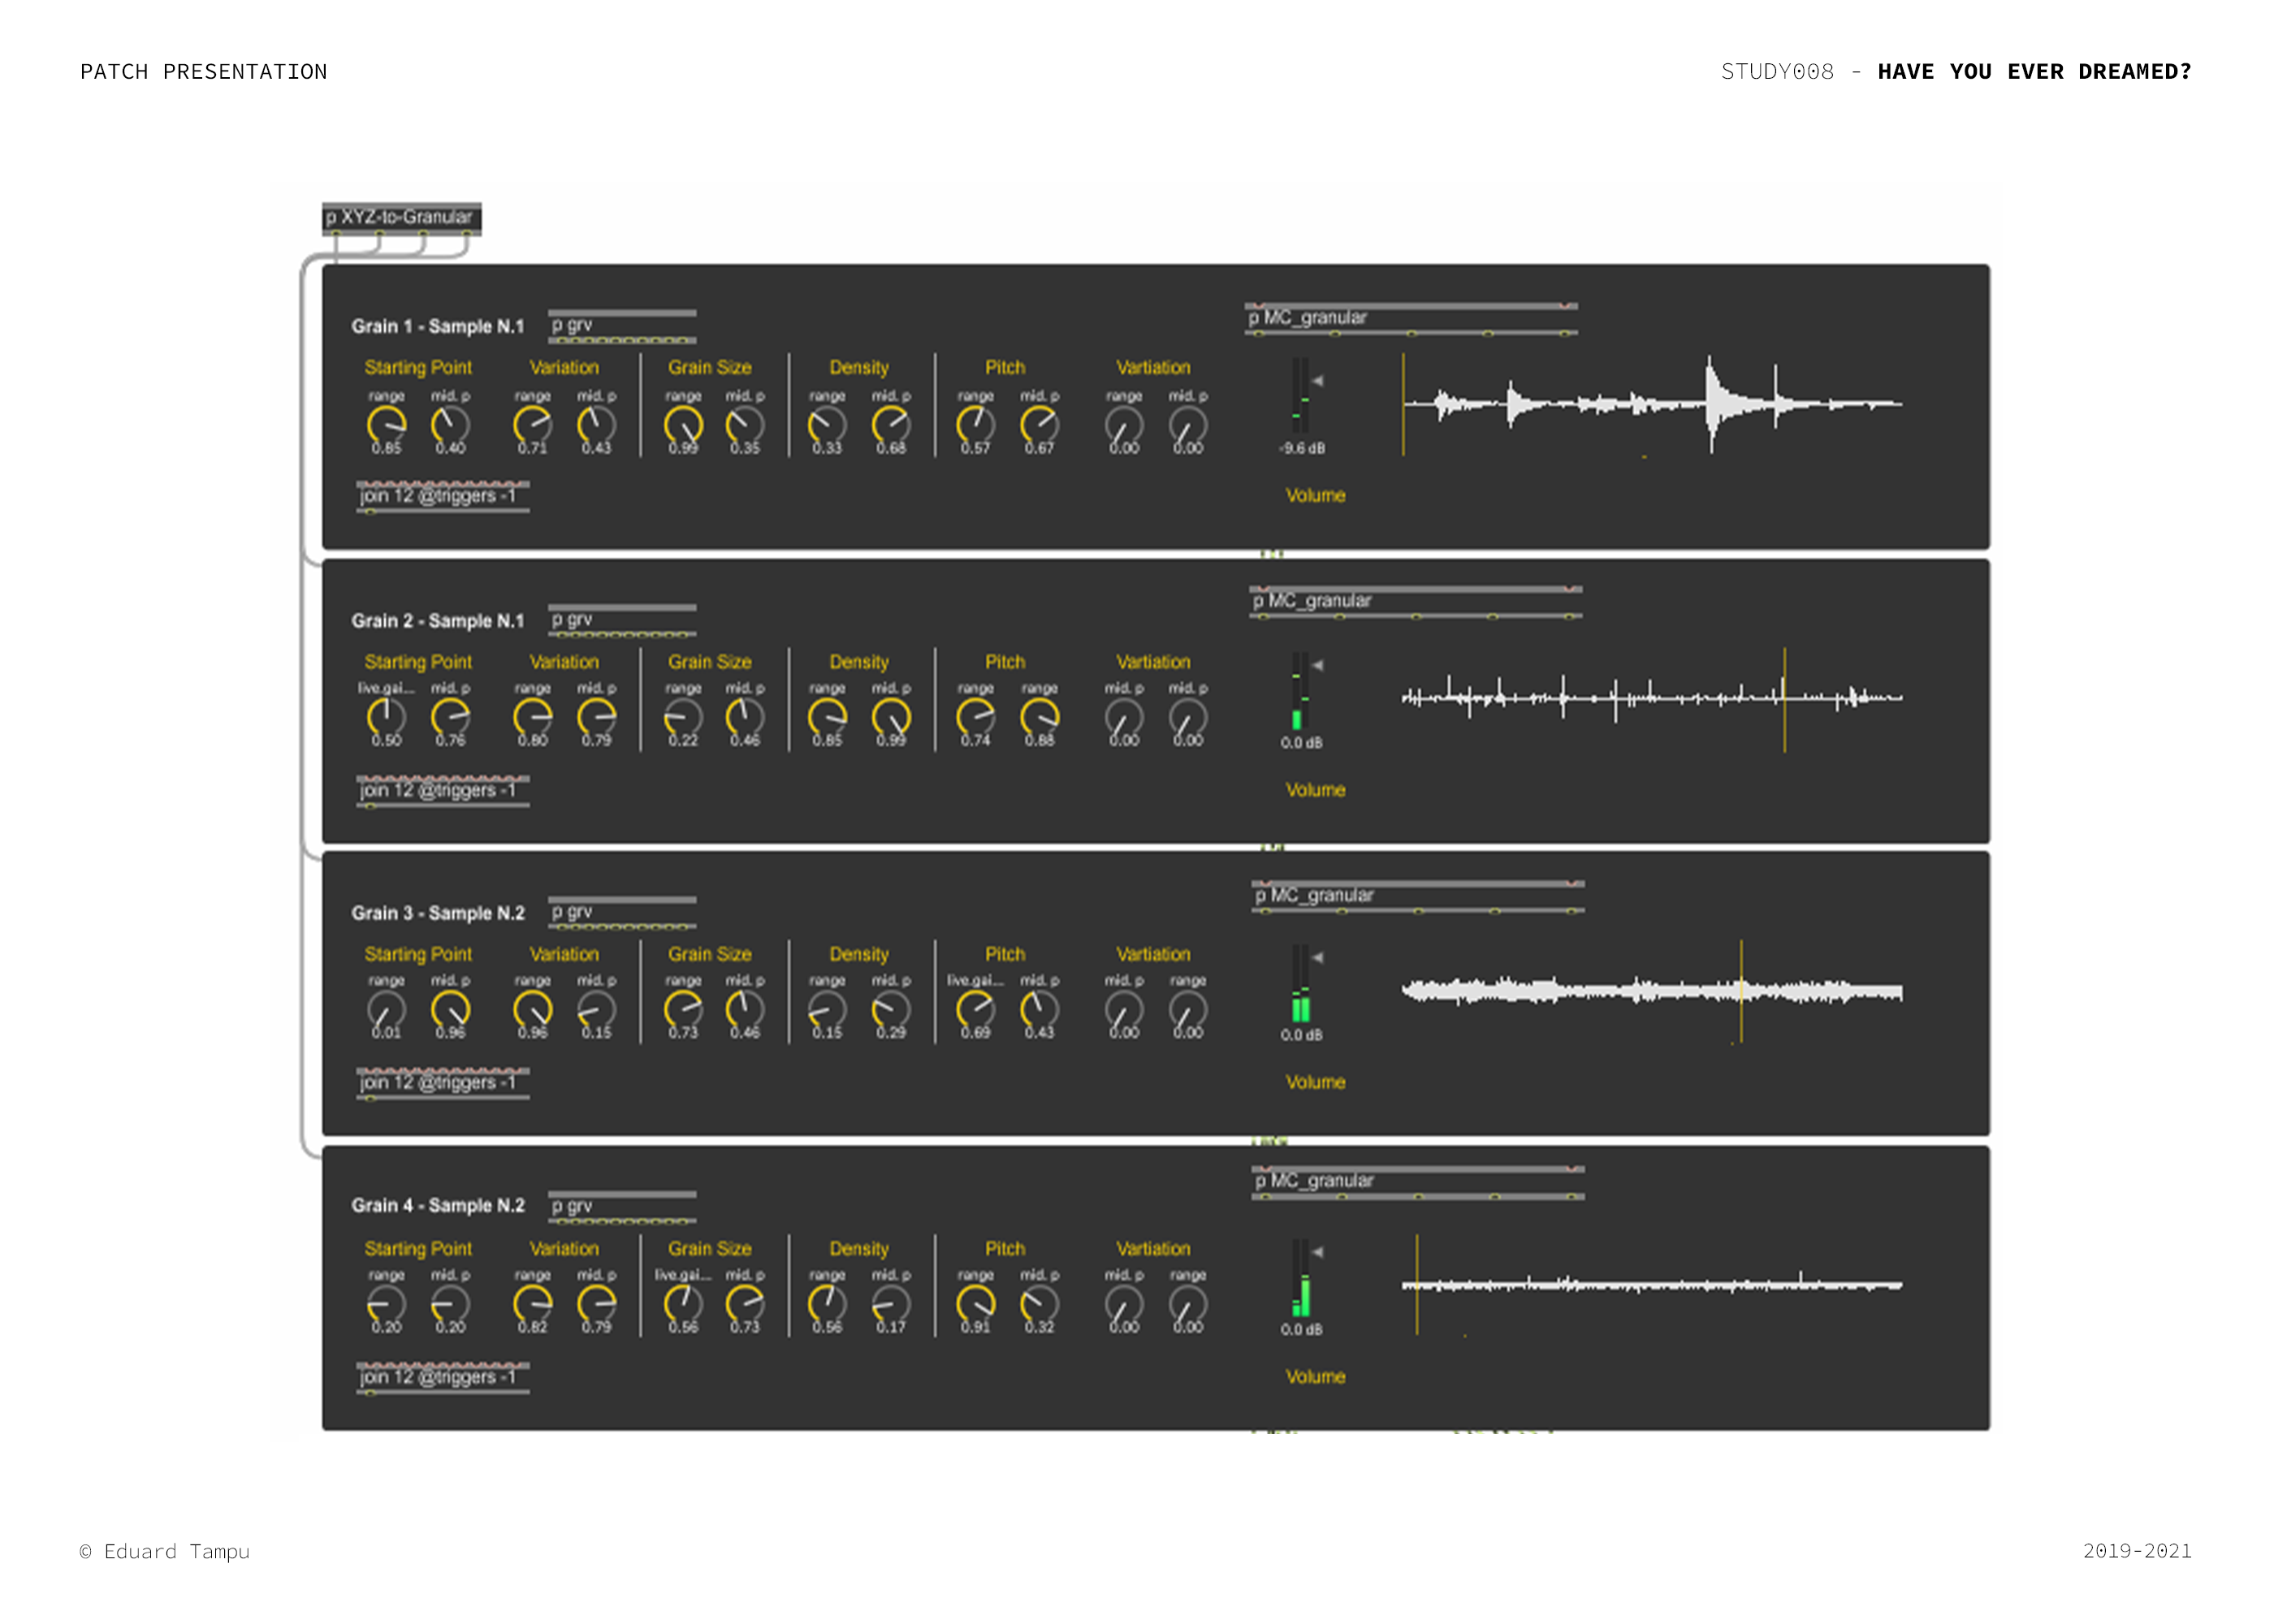 PATCH PRESENTATION
STUDY008 - HAVE YOU EVER DREAMED?
p XYZ-to-Granular
Grain 1 - Sample N.1 p grv p MC_granular
Starting Point Variation Grain Size Density Pitch Vartiation
range mid. p range mid. p range mid. p range mid. p range mid. p range mid. p
0.85 0.40 0.71 0.43 0.99 0.35 0.33 0.68 0.57 0.67 0.00 0.00 -9.6 dB
join 12 @triggers -1 Volume
Grain 2 - Sample N.1 p grv p MC_granular
Starting Point Variation Grain Size Density Pitch Vartiation
live.gai... mid. p range mid. p range mid. p range mid. p range range mid. p mid. p
0.50 0.76 0.80 0.79 0.22 0.46 0.85 0.99 0.74 0.88 0.00 0.00 0.0 dB
join 12 @triggers -1 Volume
Grain 3 - Sample N.2 p grv p MC_granular
Starting Point Variation Grain Size Density Pitch Vartiation
range mid. p range mid. p range mid. p range mid. p live.gai... mid. p mid. p range
0.01 0.96 0.96 0.15 0.73 0.46 0.15 0.29 0.69 0.43 0.00 0.00 0.0 dB
join 12 @triggers -1 Volume
Grain 4 - Sample N.2 p grv p MC_granular
Starting Point Variation Grain Size Density Pitch Vartiation
range mid. p range mid. p live.gai... mid. p range mid. p range mid. p mid. p range
0.20 0.20 0.82 0.79 0.56 0.73 0.56 0.17 0.91 0.32 0.00 0.00 0.0 dB
join 12 @triggers -1 Volume
© Eduard Tampu
2019-2021